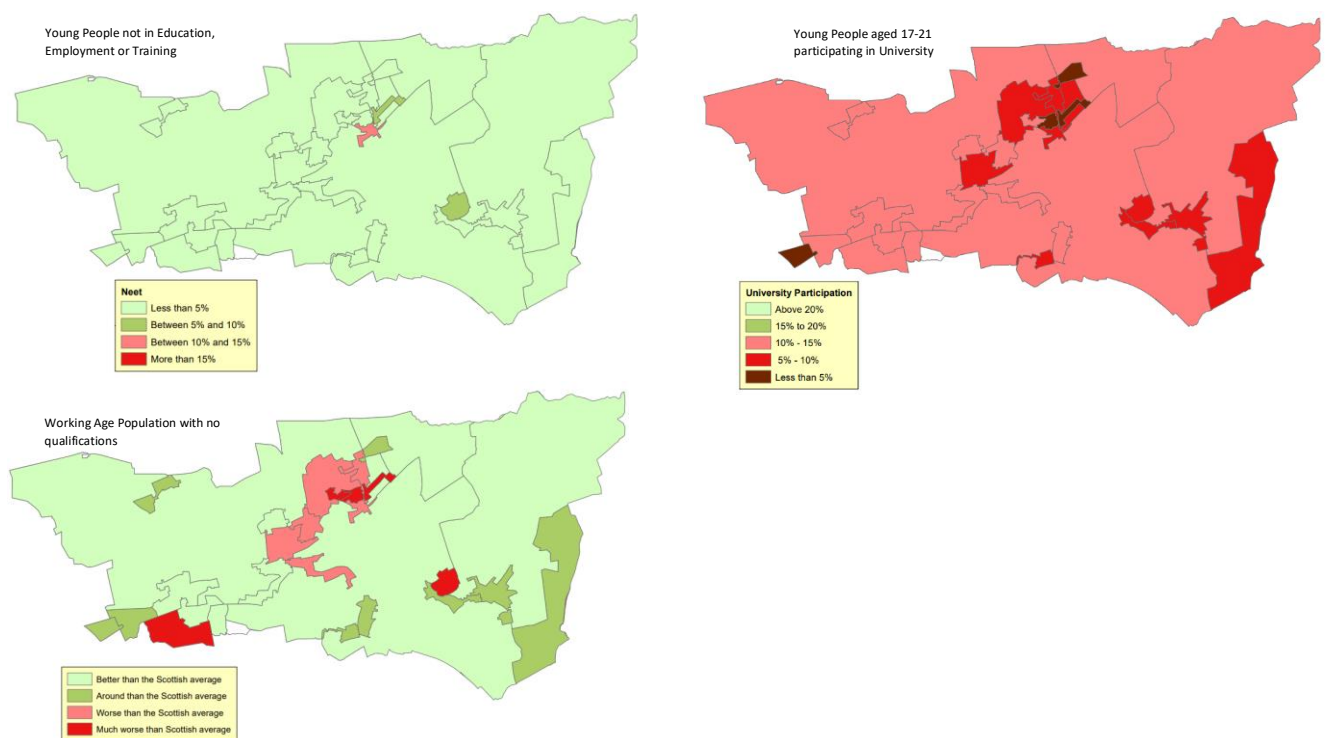 Young People not in Education,
Employment or Training
Neet
Less than 5%
Between 5% and 10%
Between 10% and 15%
More than 15%
Young People aged 17-21
participating in University
University Participation
Above 20%
15% to 20%
10% - 15%
5% - 10%
Less than 5%
Working Age Population with no
qualifications
Better than the Scottish average
Around than the Scottish average
Worse than the Scottish average
Much worse than Scottish average